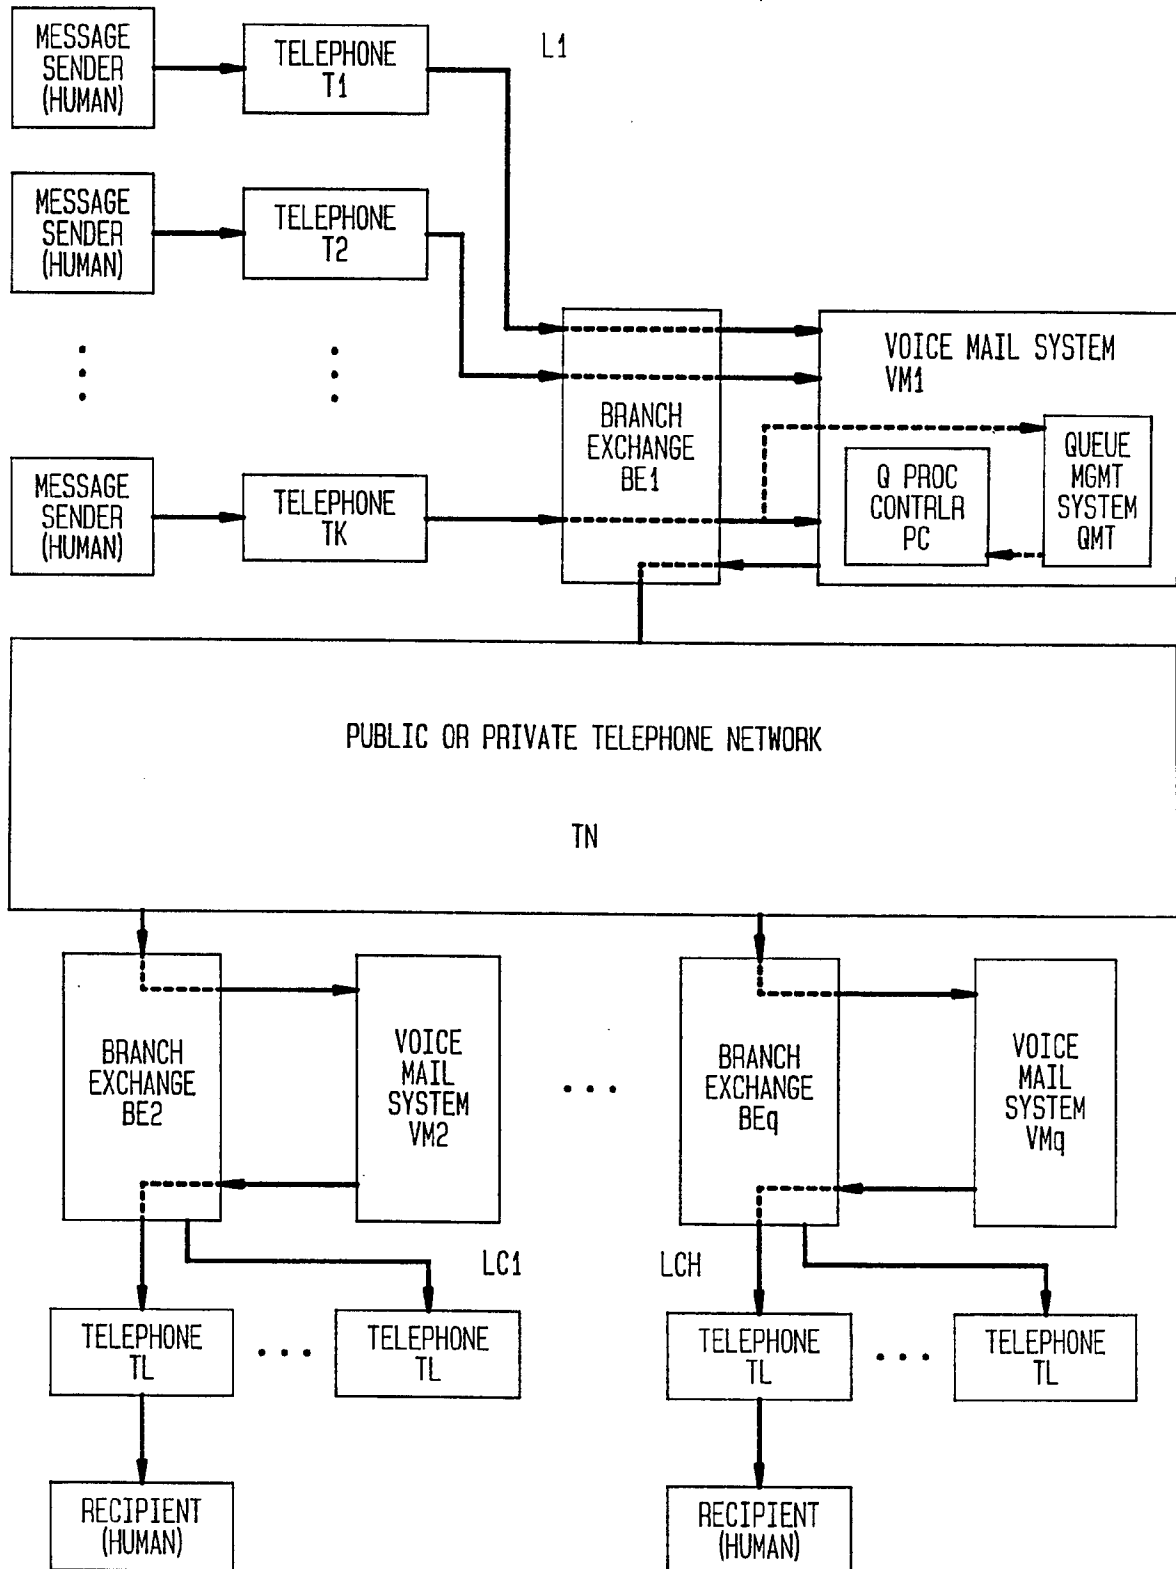 MESSAGE
SENDER
(HUMAN)
TELEPHONE
T1
L1
MESSAGE
SENDER
(HUMAN)
TELEPHONE
T2
MESSAGE
SENDER
(HUMAN)
TELEPHONE
TK
BRANCH
EXCHANGE
BE1
VOICE MAIL SYSTEM
VM1
Q PROC
CONTRLR
PC
QUEUE
MGMT
SYSTEM
QMT
PUBLIC OR PRIVATE TELEPHONE NETWORK
TN
BRANCH
EXCHANGE
BE2
VOICE
MAIL
SYSTEM
VM2
BRANCH
EXCHANGE
BEq
VOICE
MAIL
SYSTEM
VMq
LC1
LCH
TELEPHONE
TL
TELEPHONE
TL
TELEPHONE
TL
TELEPHONE
TL
RECIPIENT
(HUMAN)
RECIPIENT
(HUMAN)